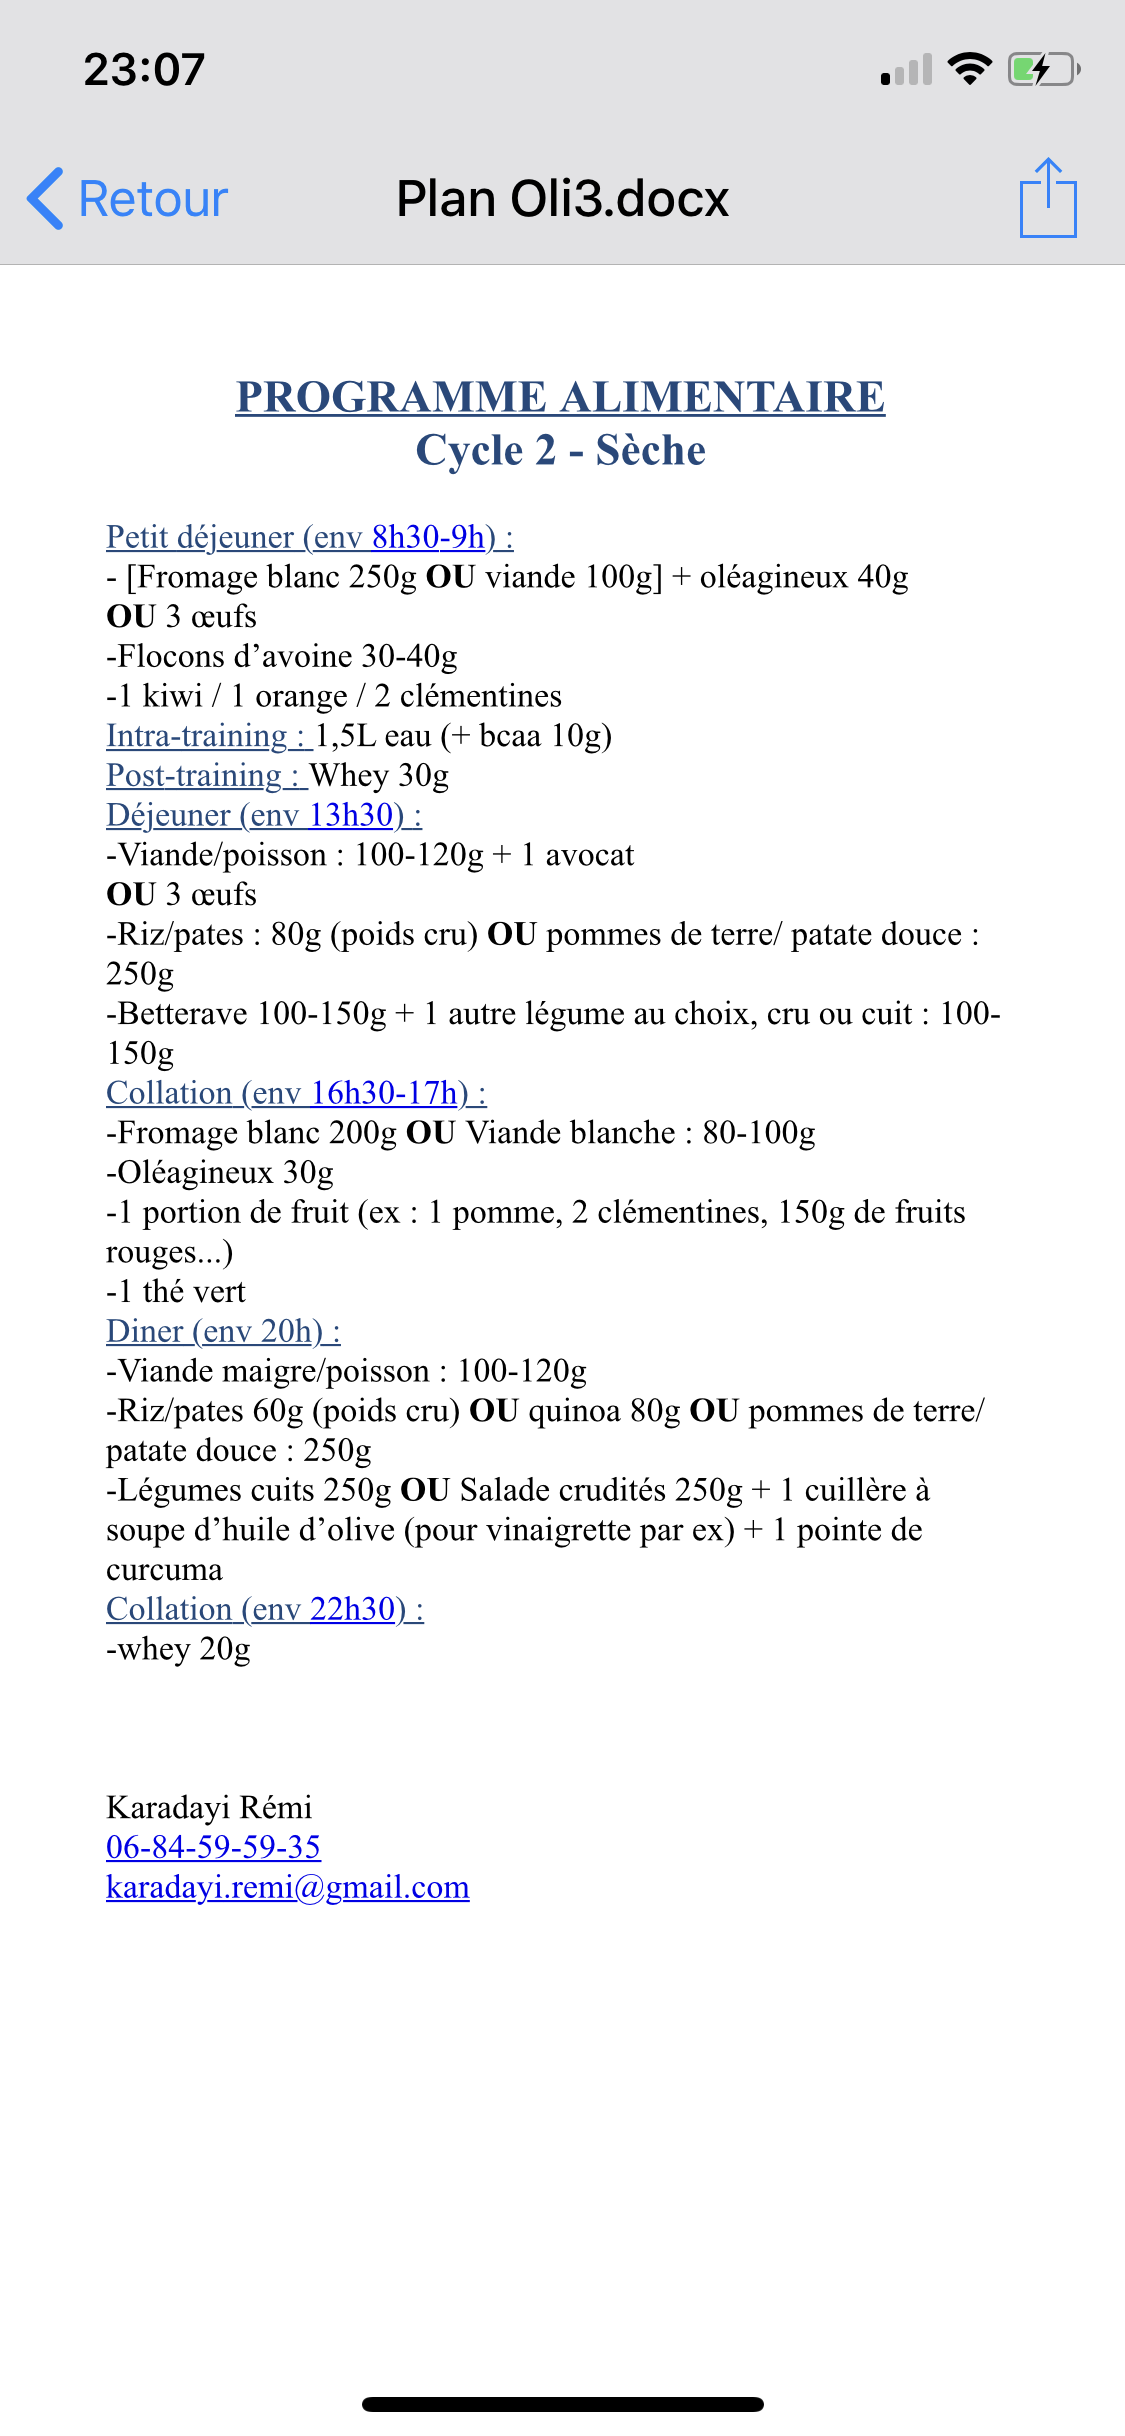 23:07
Retour
Plan Oli3.docx
PROGRAMME ALIMENTAIRE
Cycle 2 - Sèche
Petit déjeuner (env 8h30-9h) :
- [Fromage blanc 250g OU viande 100g] + oléagineux 40g
OU 3 œufs
-Flocons d’avoine 30-40g
-1 kiwi / 1 orange / 2 clémentines
Intra-training : 1,5L eau (+ bcaa 10g)
Post-training : Whey 30g
Déjeuner (env 13h30) :
-Viande/poisson : 100-120g + 1 avocat
OU 3 œufs
-Riz/pates : 80g (poids cru) OU pommes de terre/ patate douce :
250g
-Betterave 100-150g + 1 autre légume au choix, cru ou cuit : 100-
150g
Collation (env 16h30-17h) :
-Fromage blanc 200g OU Viande blanche : 80-100g
-Oléagineux 30g
-1 portion de fruit (ex : 1 pomme, 2 clémentines, 150g de fruits
rouges...)
-1 thé vert
Diner (env 20h) :
-Viande maigre/poisson : 100-120g
-Riz/pates 60g (poids cru) OU quinoa 80g OU pommes de terre/
patate douce : 250g
-Légumes cuits 250g OU Salade crudités 250g + 1 cuillère à
soupe d’huile d’olive (pour vinaigrette par ex) + 1 pointe de
curcuma
Collation (env 22h30) :
-whey 20g
Karadayi Rémi
06-84-59-59-35
karadayi.remi@gmail.com